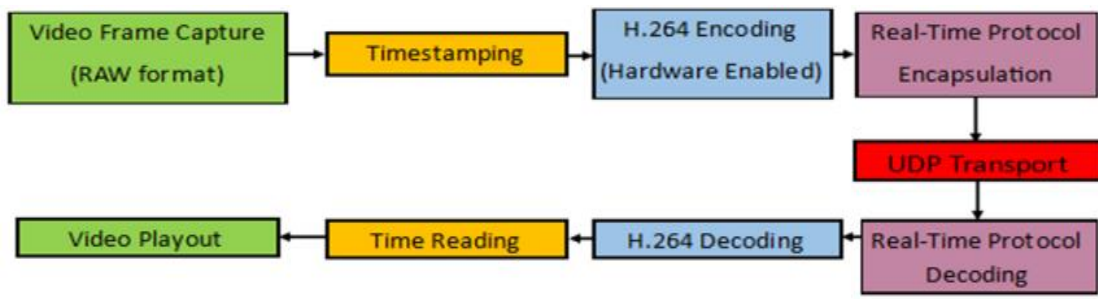 Video Frame Capture
(RAW format)
Timestamping
H.264 Encoding
(Hardware Enabled)
Real-Time Protocol
Encapsulation
UDP Transport
Real-Time Protocol
Decoding
H.264 Decoding
Time Reading
Video Playout